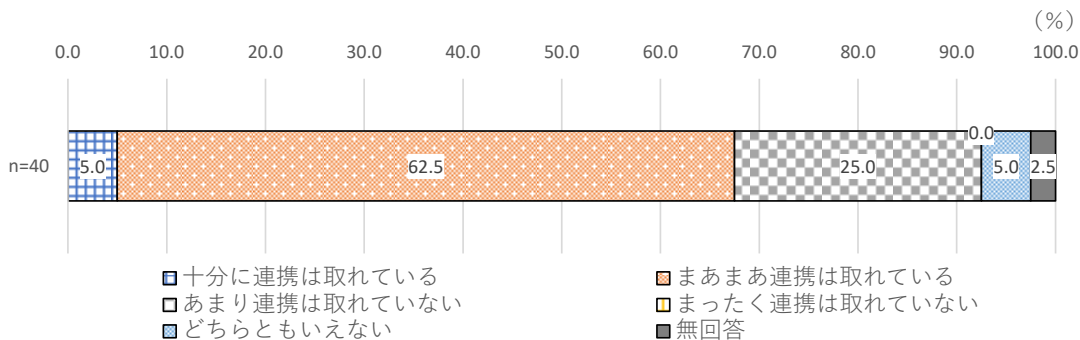 （%）
0.0 10.0 20.0 30.0 40.0 50.0 60.0 70.0 80.0 90.0 100.0
n=40 5.0 62.5 25.0 0.0 5.0 2.5
十分に連携は取れている まあまあ連携は取れている
あまり連携は取れていない まったく連携は取れていない
どちらともいえない 無回答